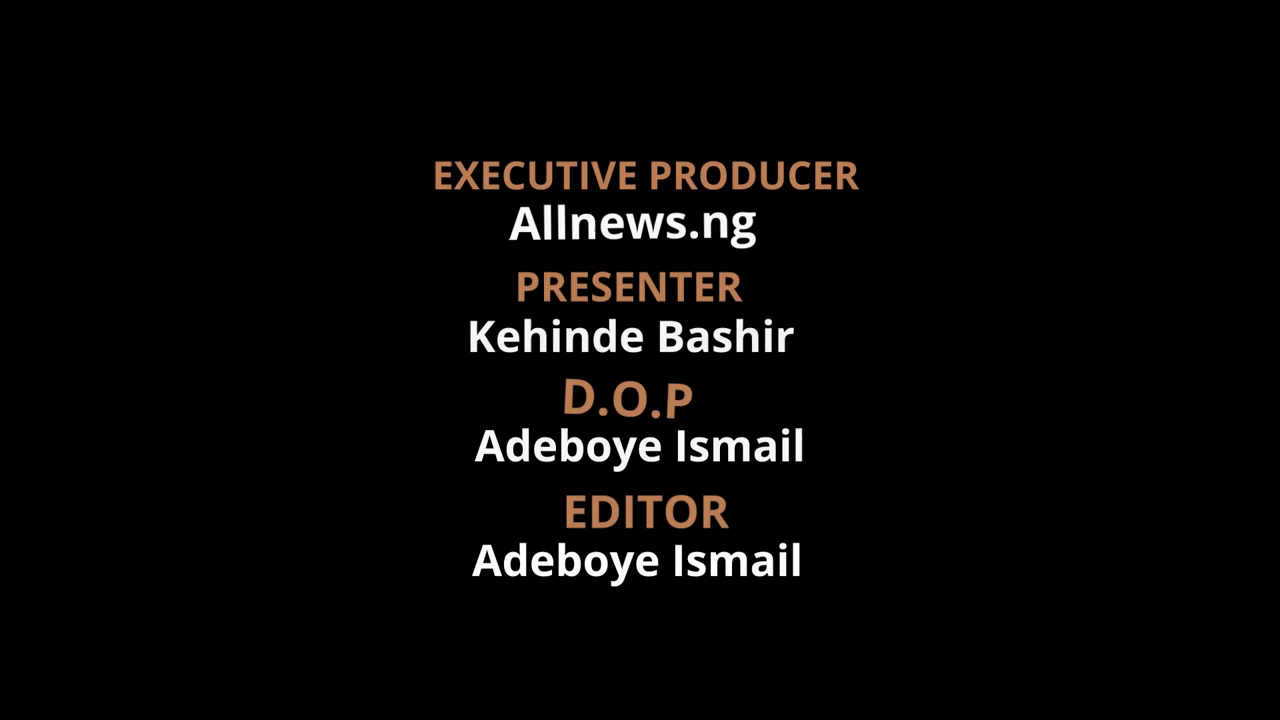 EXECUTIVE PRODUCER
Allnews.ng
PRESENTER
Kehinde Bashir
D.O.P
Adeboye Ismail
EDITOR
Adeboye Ismail